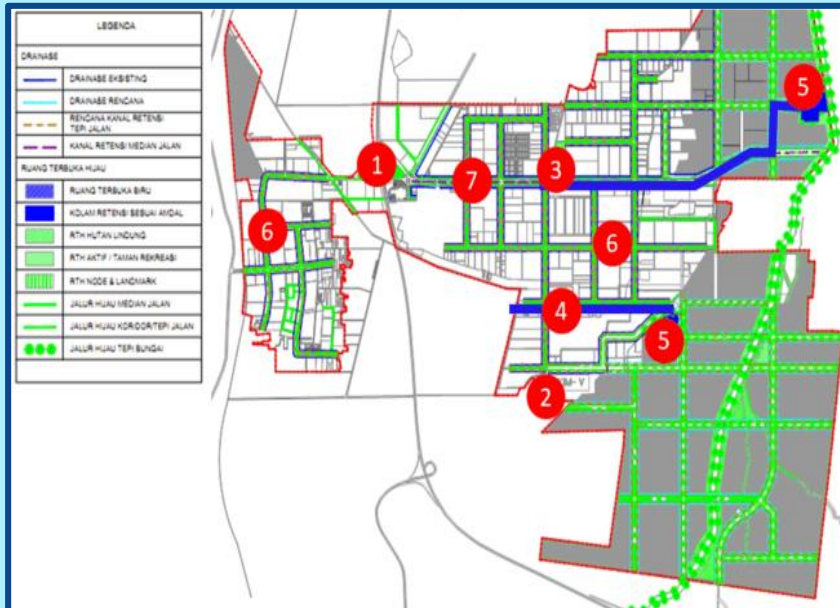 LEGENDA
DRAINASE
DRAINASE EKSISTING
DRAINASE RENCANA
RENCANA KANAL RETENSI
TEPI JALAN
KANAL RETENSI MEDIAN JALAN
RUANG TERBUKA HIJAU
RUANG TERBUKA BIRU
KOLAM RETENSI SESUAI AMDAL
RTH HUTAN LINDUNG
RTH AKTIF / TAMAN REKREASI
RTH NODE & LANDMARK
JALUR HIJAU MEDIAN JALAN
JALUR HIJAU KORIDOR/TEPI JALAN
JALUR HIJAU TEPI SUNGAI
5
1
7
3
6
6
4
5
2